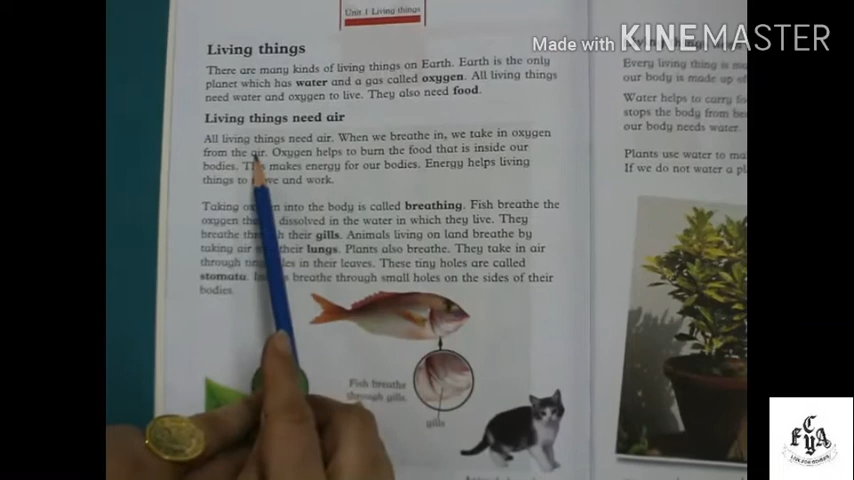 Unit 1 Living things
Made with KINEMASTER
Living things
There are many kinds of living things on Earth. Earth is the only
planet which has water and a gas called oxygen. All living things
need water and oxygen to live. They also need food.
Living things need air
All living things need air. When we breathe in, we take in oxygen
from the air. Oxygen helps to burn the food that is inside our
bodies. makes energy for our bodies. Energy helps living
things to and work.
Taking into the body is called breathing. Fish breathe the
oxygen dissolved in the water in which they live. They
breathe their gills. Animals living on land breathe by
taking air their lungs. Plants also breathe. They take in air
through in their leaves. These tiny holes are called
stomata. breathe through small holes on the sides of their
bodies.
Fish breathe
through gills.
gills
Every living thing is
our body is made up
Water helps to carry
stops the body from
our body needs water.
Plants use water to
If we do not water a